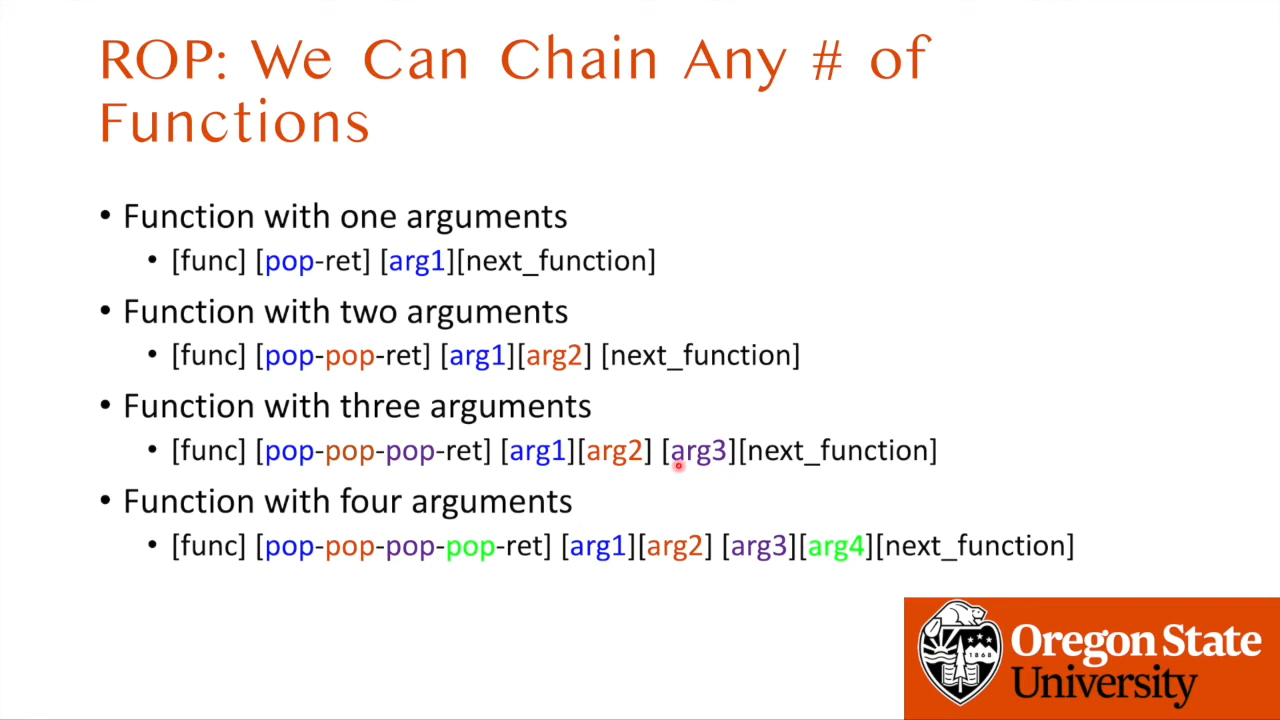 ROP: We Can Chain Any # of
Functions
• Function with one arguments
• [func] [pop-ret] [arg1][next_function]
• Function with two arguments
• [func] [pop-pop-ret] [arg1][arg2] [next_function]
• Function with three arguments
• [func] [pop-pop-pop-ret] [arg1][arg2] [arg3][next_function]
• Function with four arguments
• [func] [pop-pop-pop-pop-ret] [arg1][arg2] [arg3][arg4][next_function]
1868
Oregon State
University